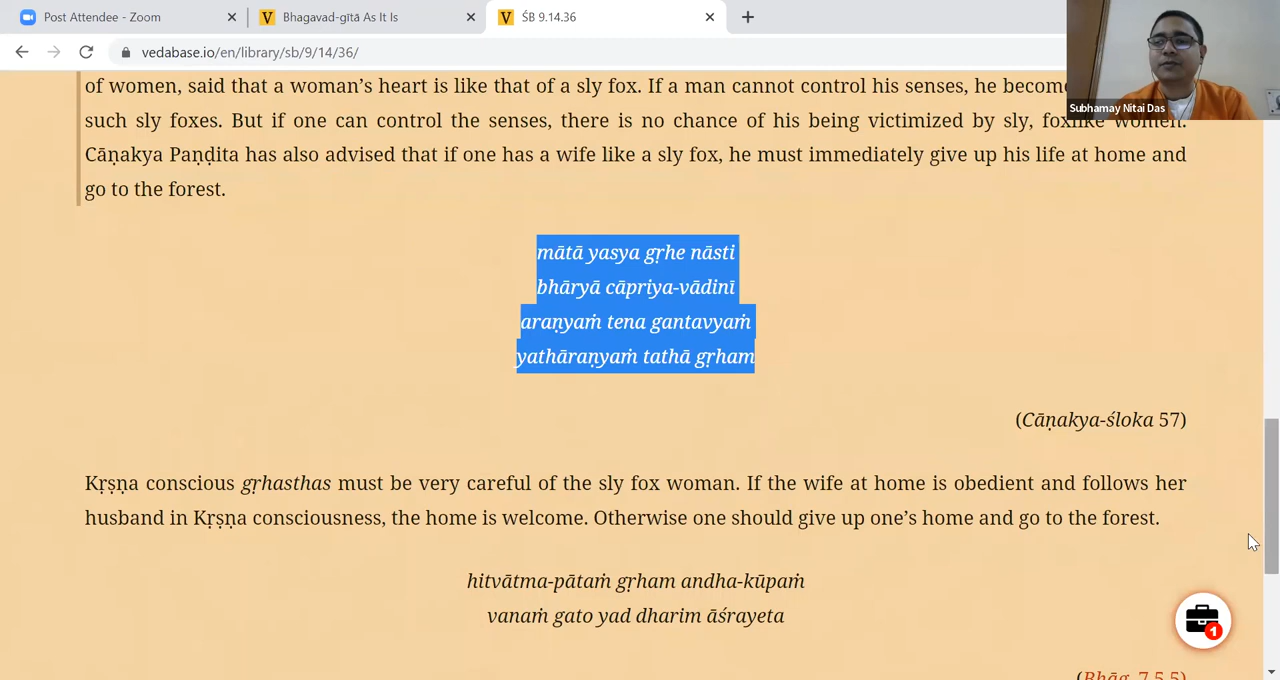 Post Attendee - Zoom
Bhagavad-gītā As It Is
ŚB 9.14.36
vedabase.io/en/library/sb/9/14/36/
of women, said that a woman's heart is like that of a sly fox. If a man cannot control his senses, he
such sly foxes. But if one can control the senses, there is no chance of his being victimized by sly, foxlike women.
Cāṇakya Paṇḍita has also advised that if one has a wife like a sly fox, he must immediately give up his life at home and
go to the forest.
mātā yasya gṛhe nāsti
bhāryā cāpriya-vādinī
araṇyaṁ tena gantavyaṁ
yathāraṇyaṁ tathā gṛham
(Cāṇakya-śloka 57)
Kṛṣṇa conscious gṛhasthas must be very careful of the sly fox woman. If the wife at home is obedient and follows her
husband in Kṛṣṇa consciousness, the home is welcome. Otherwise one should give up one's home and go to the forest.
hitvātma-pātaṁ gṛham andha-kūpaṁ
vanaṁ gato yad dharim āśrayeta
(Bhāg. 7.5.5)
Subhamay Nitai Das
1